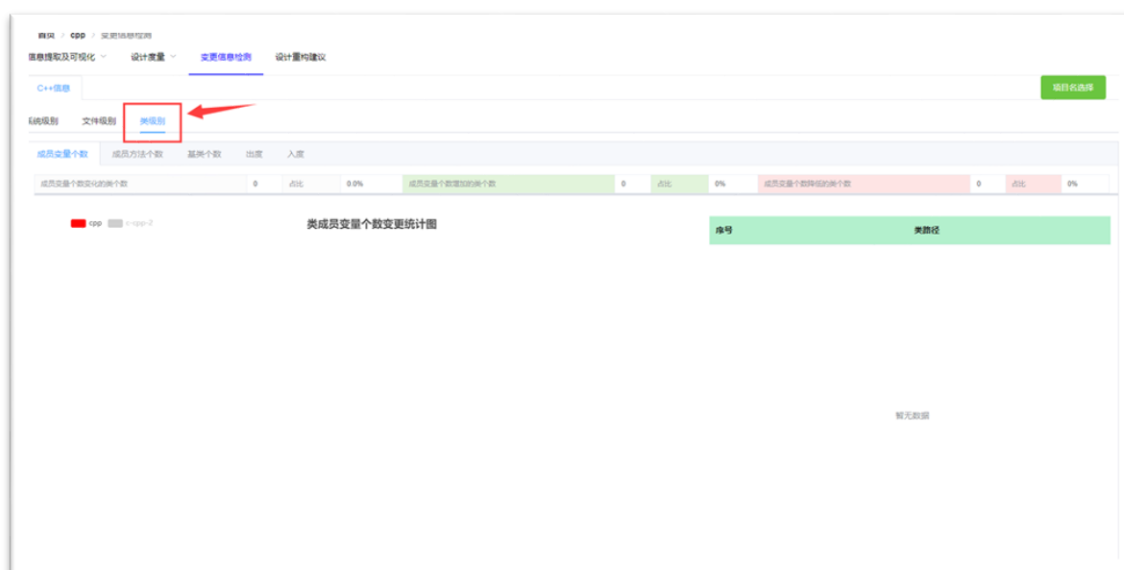 首页 > cpp > 变更信息检测
信息提取及可视化 设计度量 变更信息检测 设计重构建议
C++信息 项目名选择
系统级别 文件级别 类级别
成员变量个数 成员方法个数 基类个数 出度 入度
成员变量个数变化的类个数 0 占比 0.0% 成员变量个数增加的类个数 0 占比 0% 成员变量个数降低的类个数 0 占比 0%
cpp c-cpp-2 类成员变量个数变更统计图 序号 类路径
暂无数据